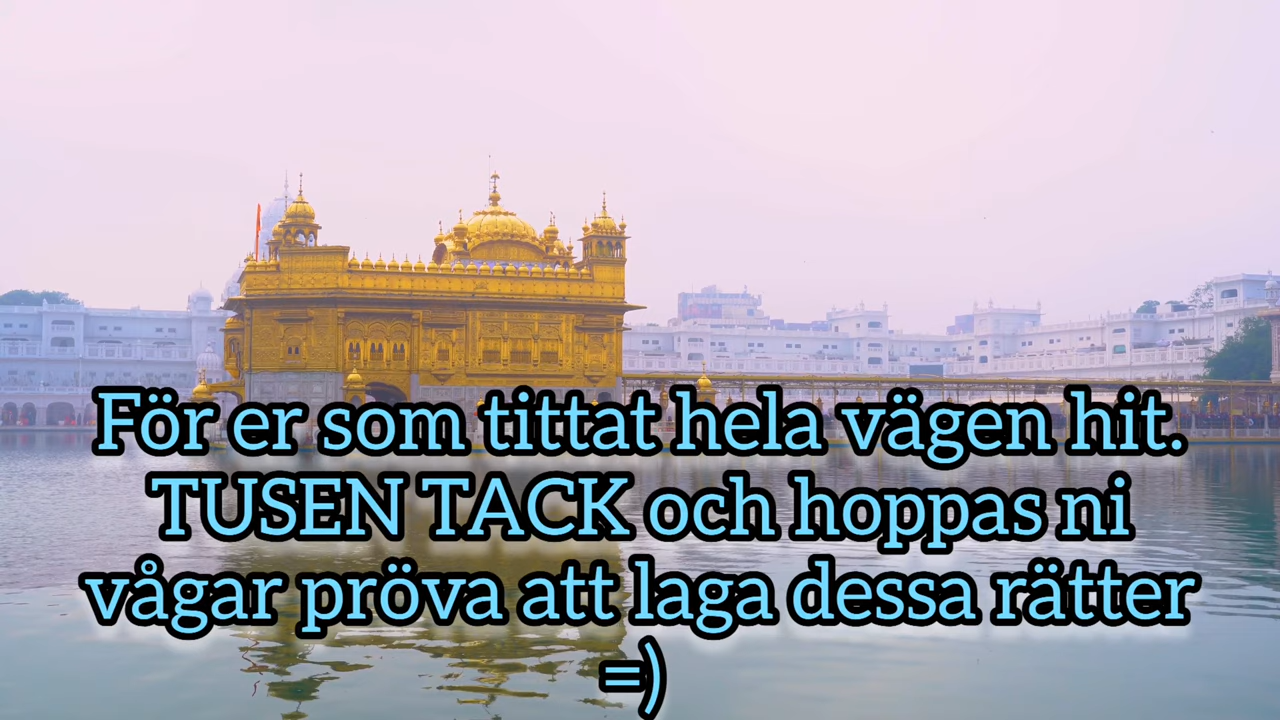 För er som tittat hela vägen hit.
TUSEN TACK och hoppas ni
vågar pröva att laga dessa rätter
=)